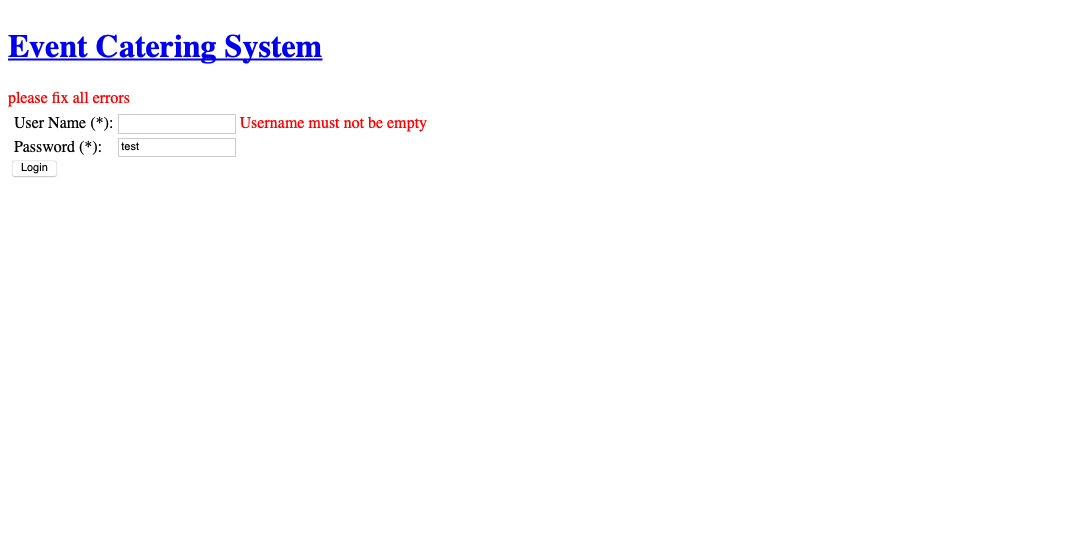 Event Catering System
please fix all errors
User Name (*): Username must not be empty
Password (*): test
Login